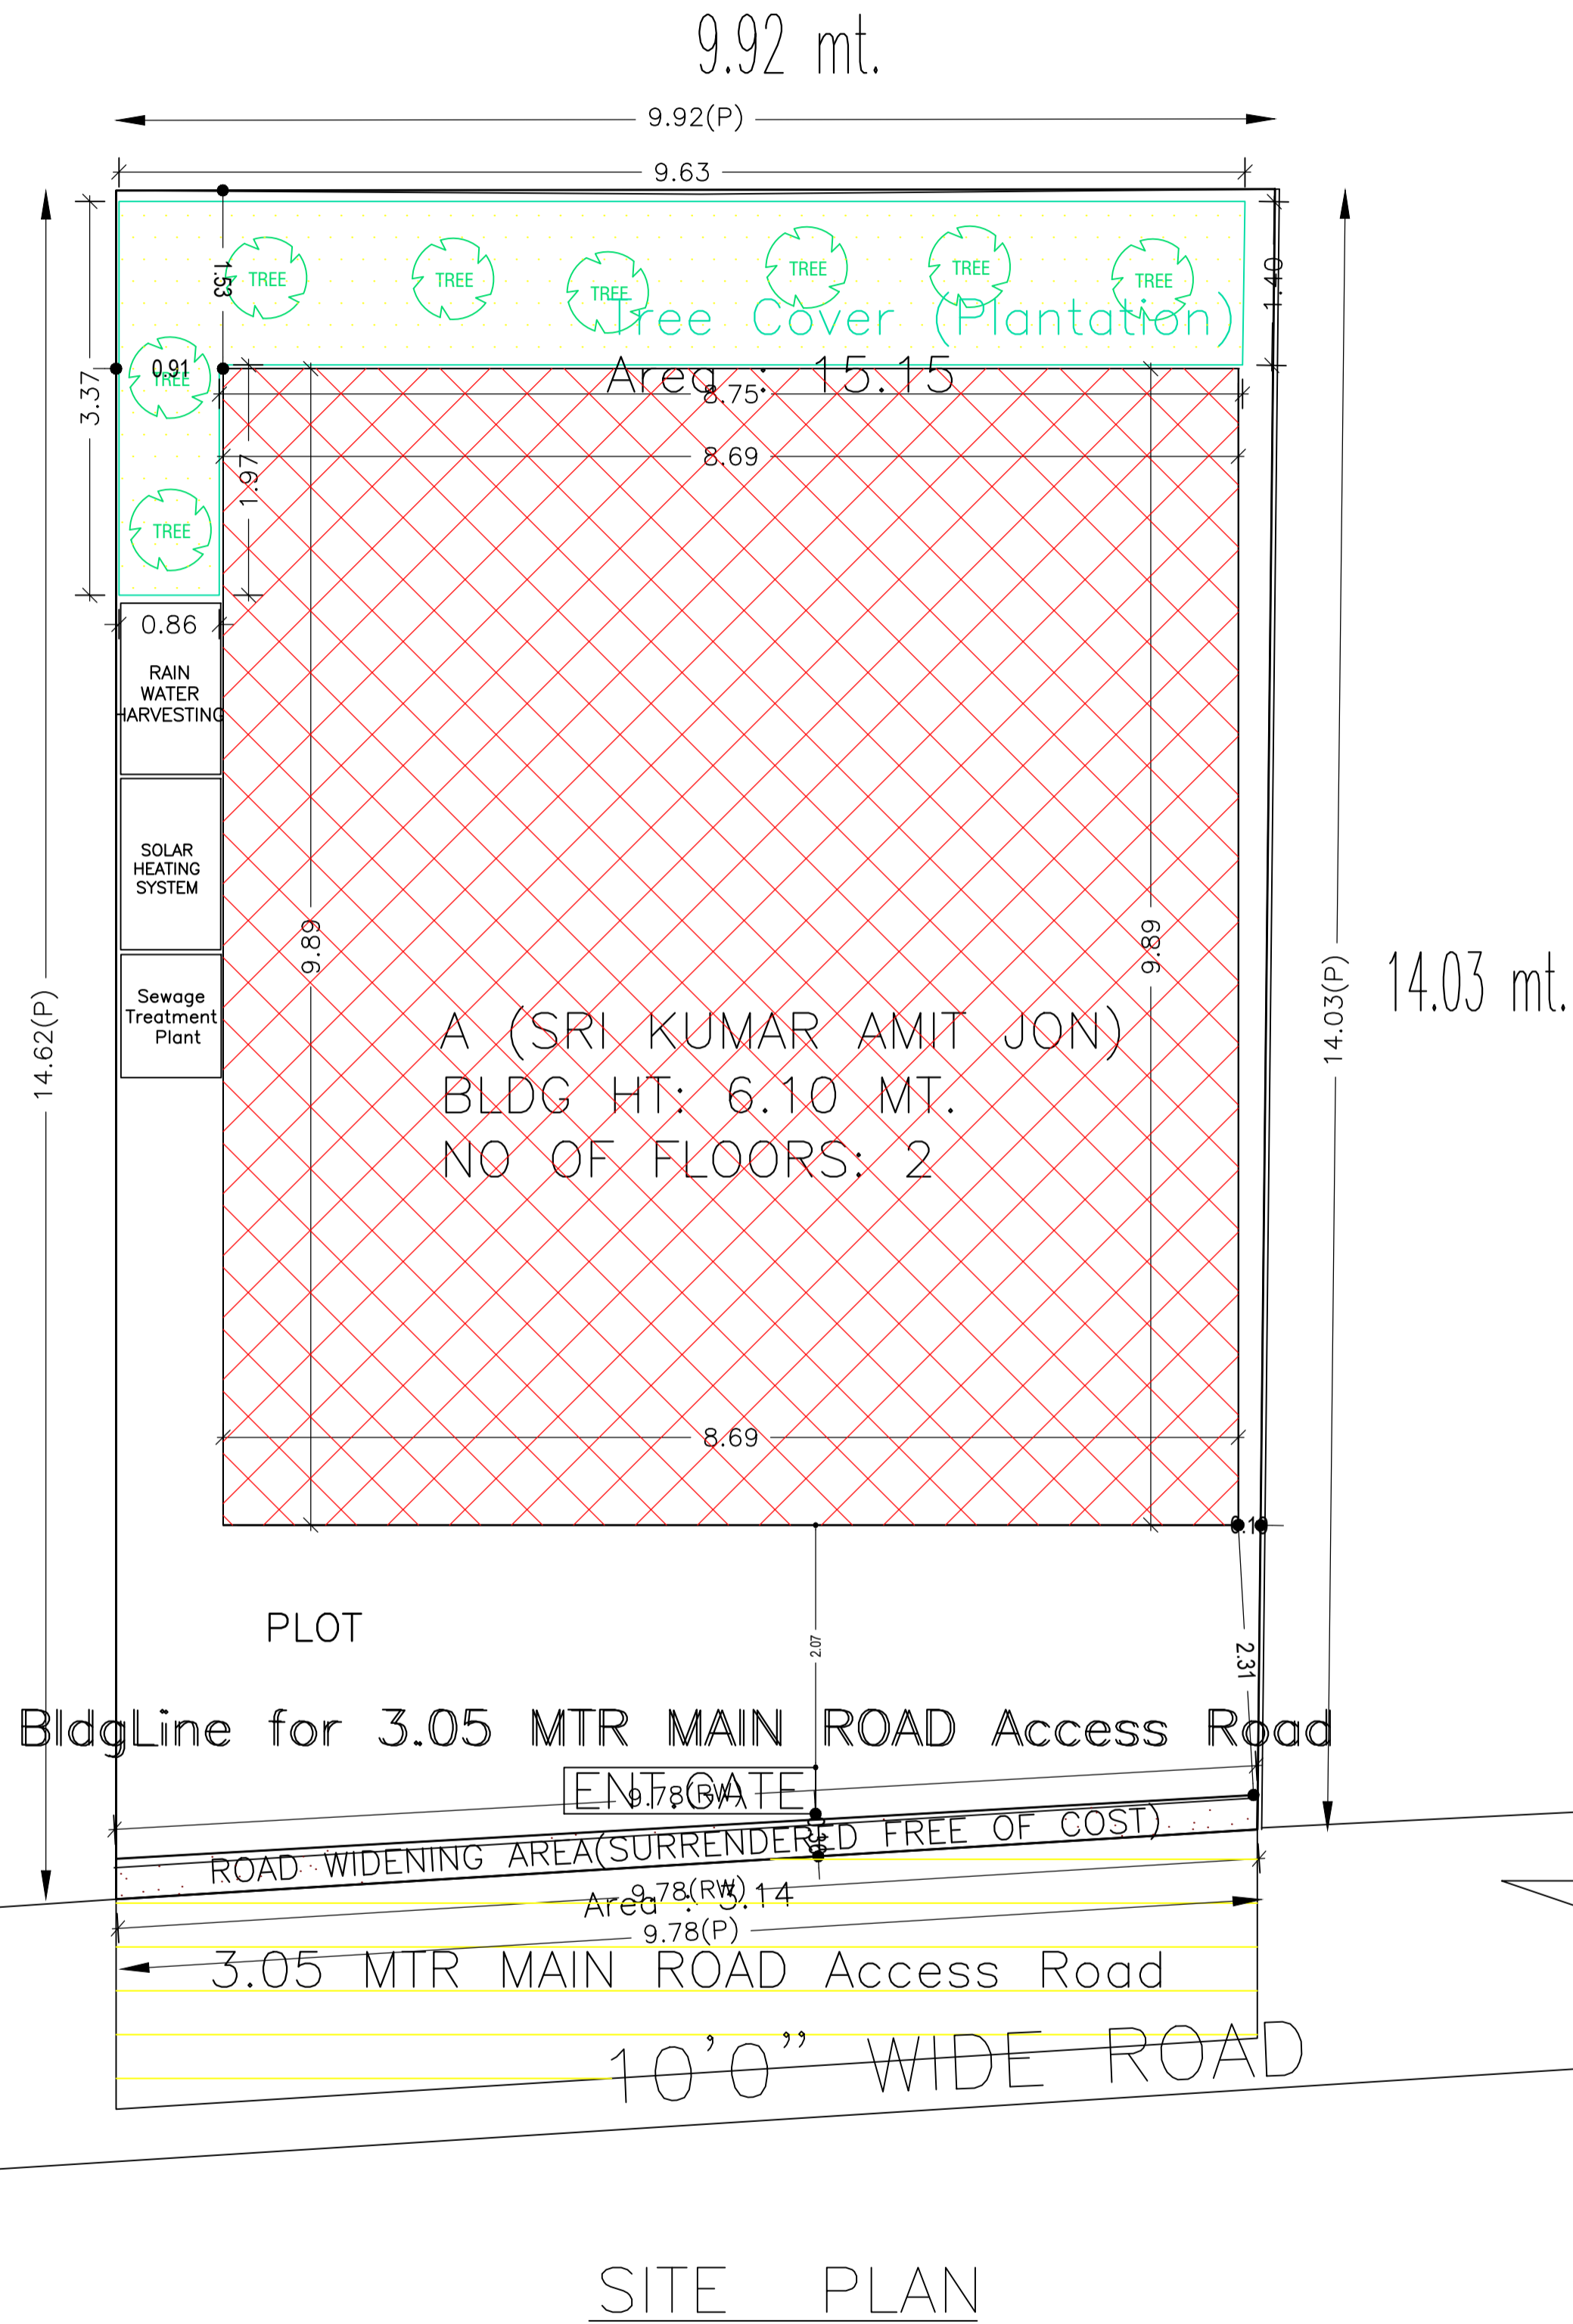 9.92 mt.
9.92(P)
9.63
1.53
TREE
TREE
TREE
TREE
TREE
TREE
1.40
Tree Cover (Plantation)
0.91
TREE
Area : 15.15
3.37
8.75
8.69
1.97
TREE
0.86
RAIN
WATER
HARVESTING
SOLAR
HEATING
SYSTEM
9.89
9.89
14.62(P)
14.03(P)
14.03 mt.
Sewage
Treatment
Plant
A (SRI KUMAR AMIT JON)
BLDG HT: 6.10 MT.
NO OF FLOORS: 2
8.69
PLOT
2.07
2.31
BldgLine for 3.05 MTR MAIN ROAD Access Road
ENT.GATE
9.78(RW)
ROAD WIDENING AREA(SURRENDERED FREE OF COST)
9.78(RW)
Area : 3.14
9.78(P)
3.05 MTR MAIN ROAD Access Road
10'0" WIDE ROAD
SITE PLAN